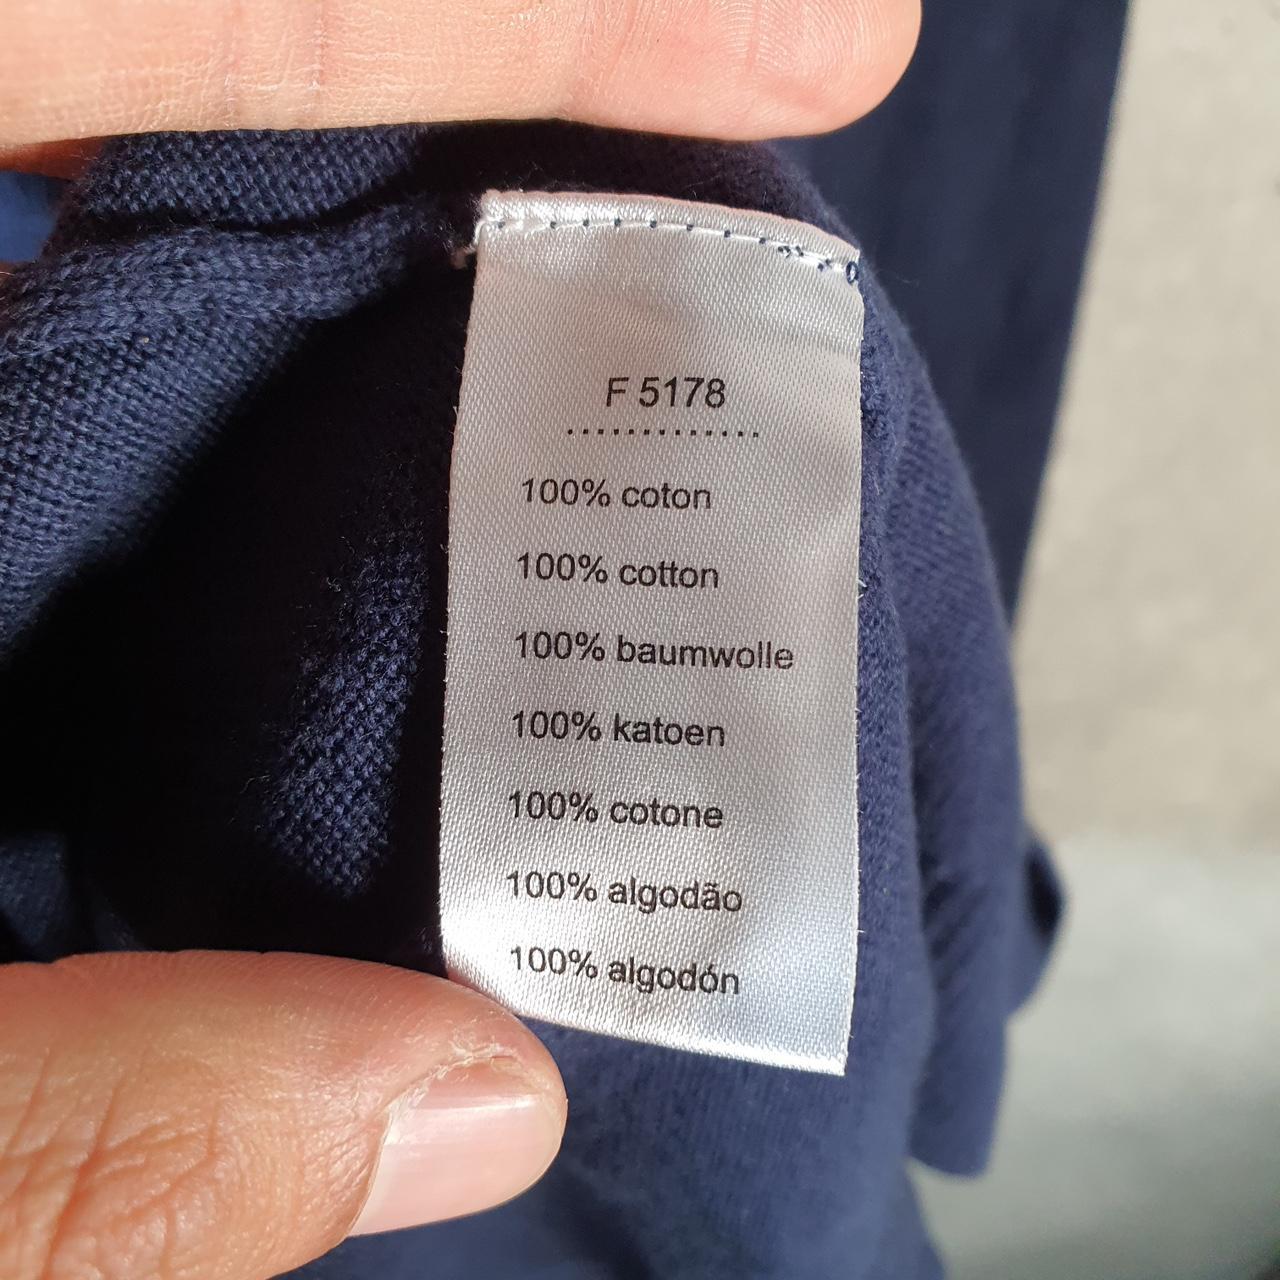 F 5178
.............
100% coton
100% cotton
100% baumwolle
100% katoen
100% cotone
100% algodão
100% algodón